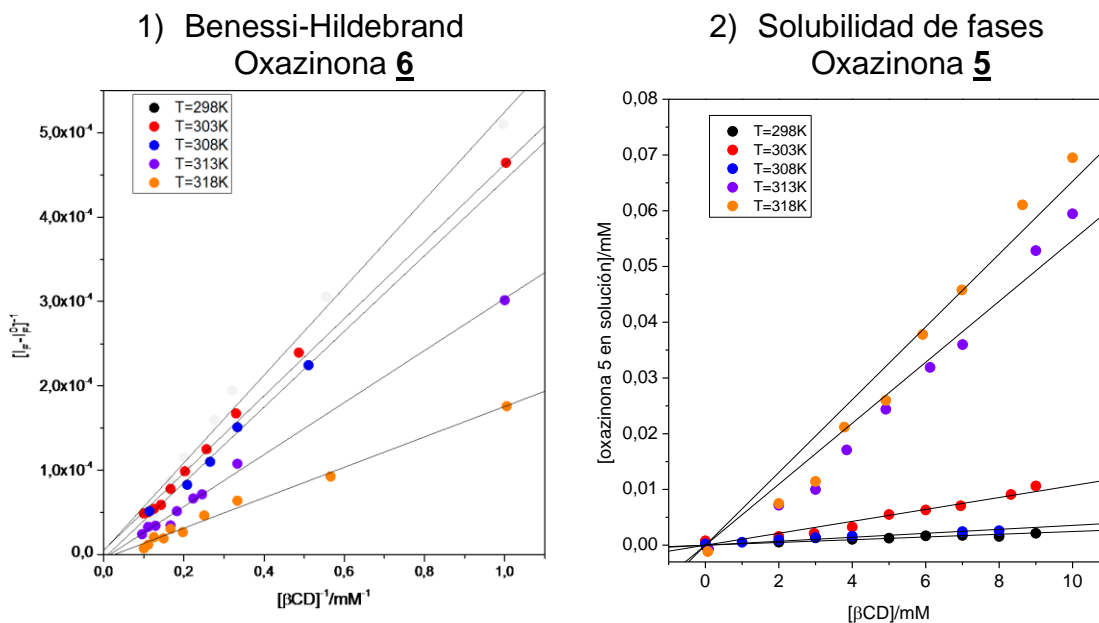 1) Benessi-Hildebrand
Oxazinona 6
2) Solubilidad de fases
Oxazinona 5
T=298K
T=303K
T=308K
T=313K
T=318K
5,0x10-4
4,0x10-4
3,0x10-4
2,0x10-4
1,0x10-4
0,0
0,0
0,2
0,4
0,6
0,8
1,0
[βCD]-1/mM-1
T=298K
T=303K
T=308K
T=313K
T=318K
0,08
0,07
0,06
0,05
0,04
0,03
0,02
0,01
0,00
[oxazinona 5 en solución]/mM
0
2
4
6
8
10
[βCD]/mM